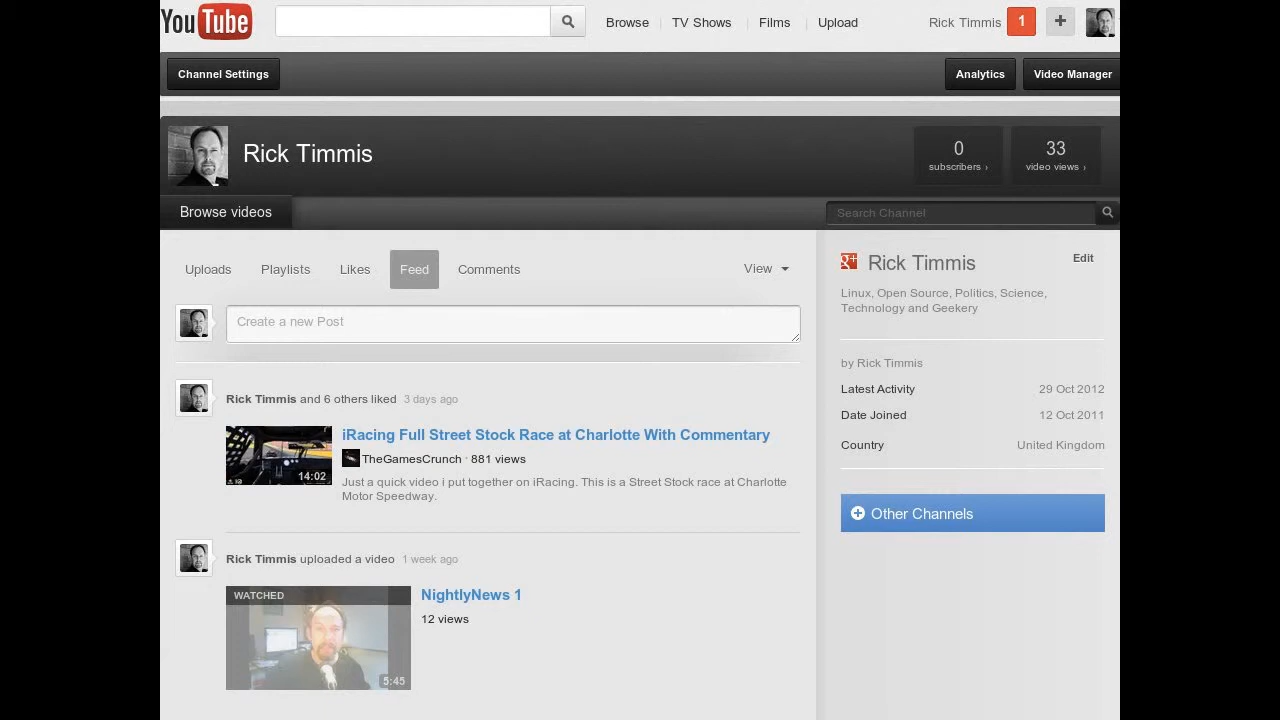 YouTube
Browse TV Shows Films Upload Rick Timmis 1 +
Channel Settings Analytics Video Manager
Rick Timmis
0 subscribers ›
33 video views ›
Browse videos
Search Channel
Uploads Playlists Likes Feed Comments View
Create a new Post
Rick Timmis and 6 others liked 3 days ago
iRacing Full Street Stock Race at Charlotte With Commentary
TheGamesCrunch · 881 views
14:02
Just a quick video i put together on iRacing. This is a Street Stock race at Charlotte
Motor Speedway.
Rick Timmis uploaded a video 1 week ago
WATCHED
NightlyNews 1
12 views
5:45
g+ Rick Timmis Edit
Linux, Open Source, Politics, Science,
Technology and Geekery
by Rick Timmis
Latest Activity 29 Oct 2012
Date Joined 12 Oct 2011
Country United Kingdom
Other Channels